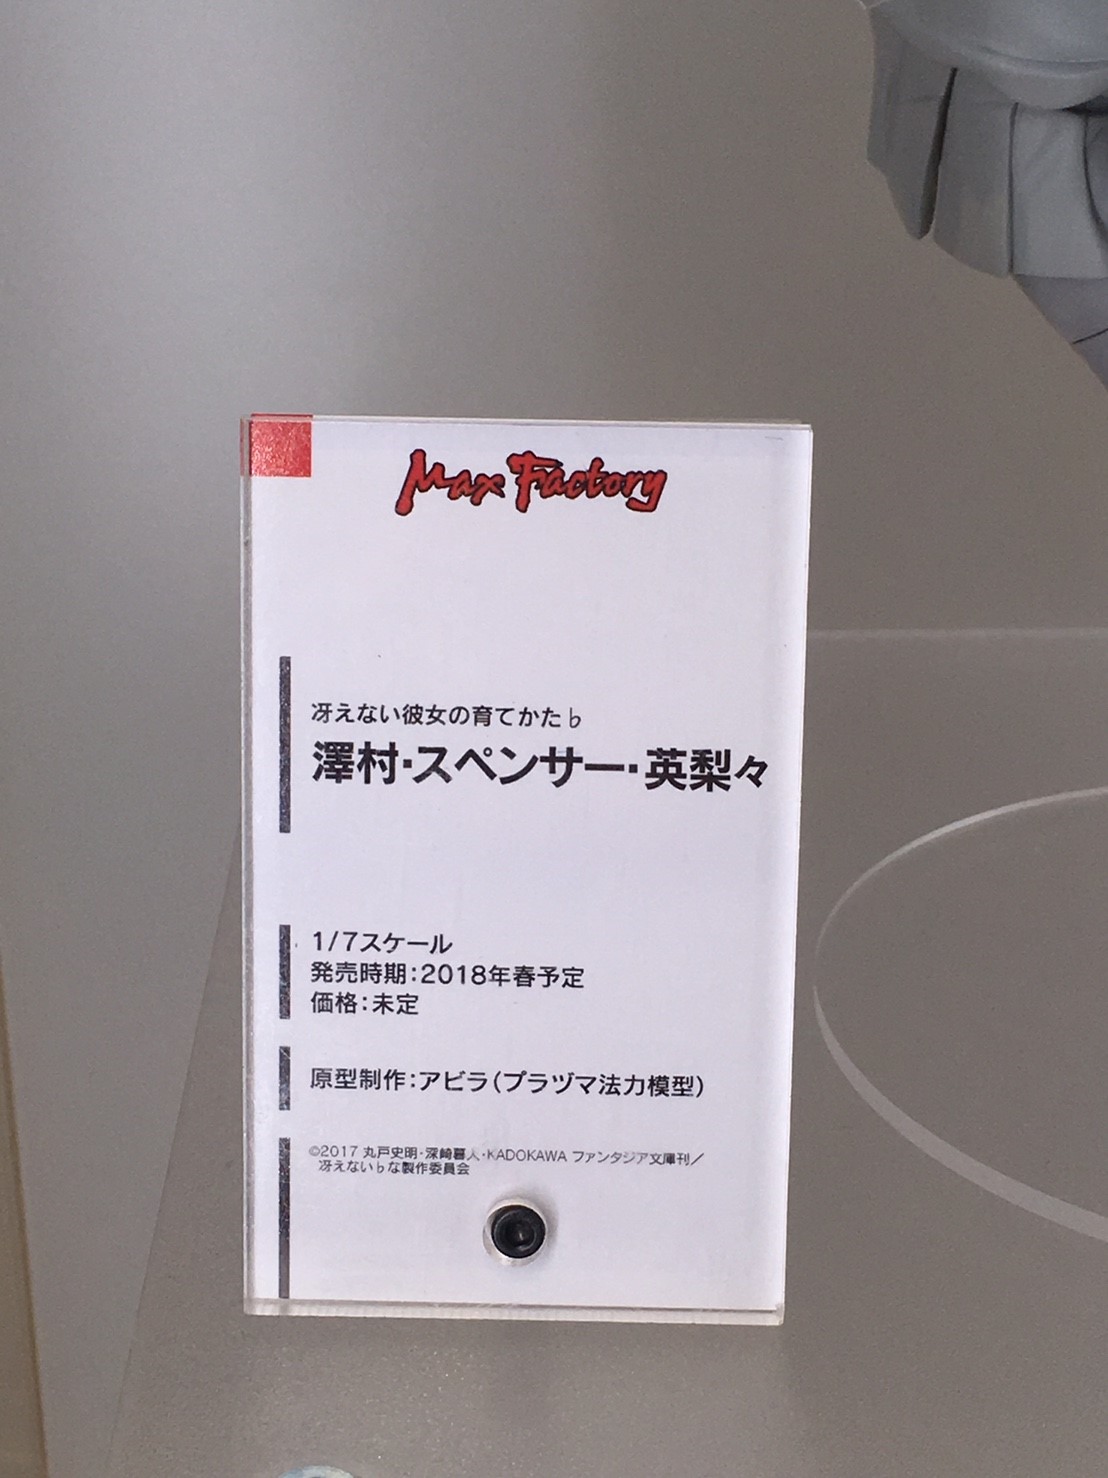 Max Factory
冴えない彼女の育てかた♭
澤村・スペンサー・英梨々
1/7スケール
発売時期：2018年春予定
価格：未定
原型制作：アビラ（プラヅマ法力模型）
©2017 丸戸史明・深崎暮人・KADOKAWA ファンタジア文庫刊／
冴えない♭な製作委員会